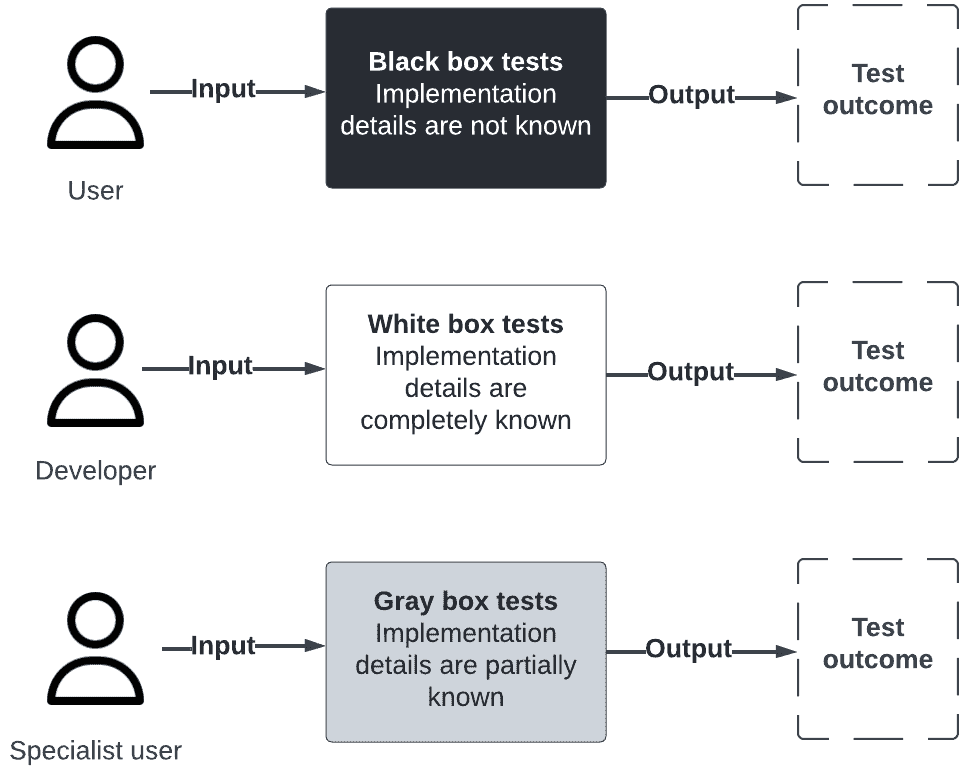 Input
Black box tests
Implementation
details are not known
Output
Test
outcome
User
Input
White box tests
Implementation
details are
completely known
Output
Test
outcome
Developer
Input
Gray box tests
Implementation
details are partially
known
Output
Test
outcome
Specialist user